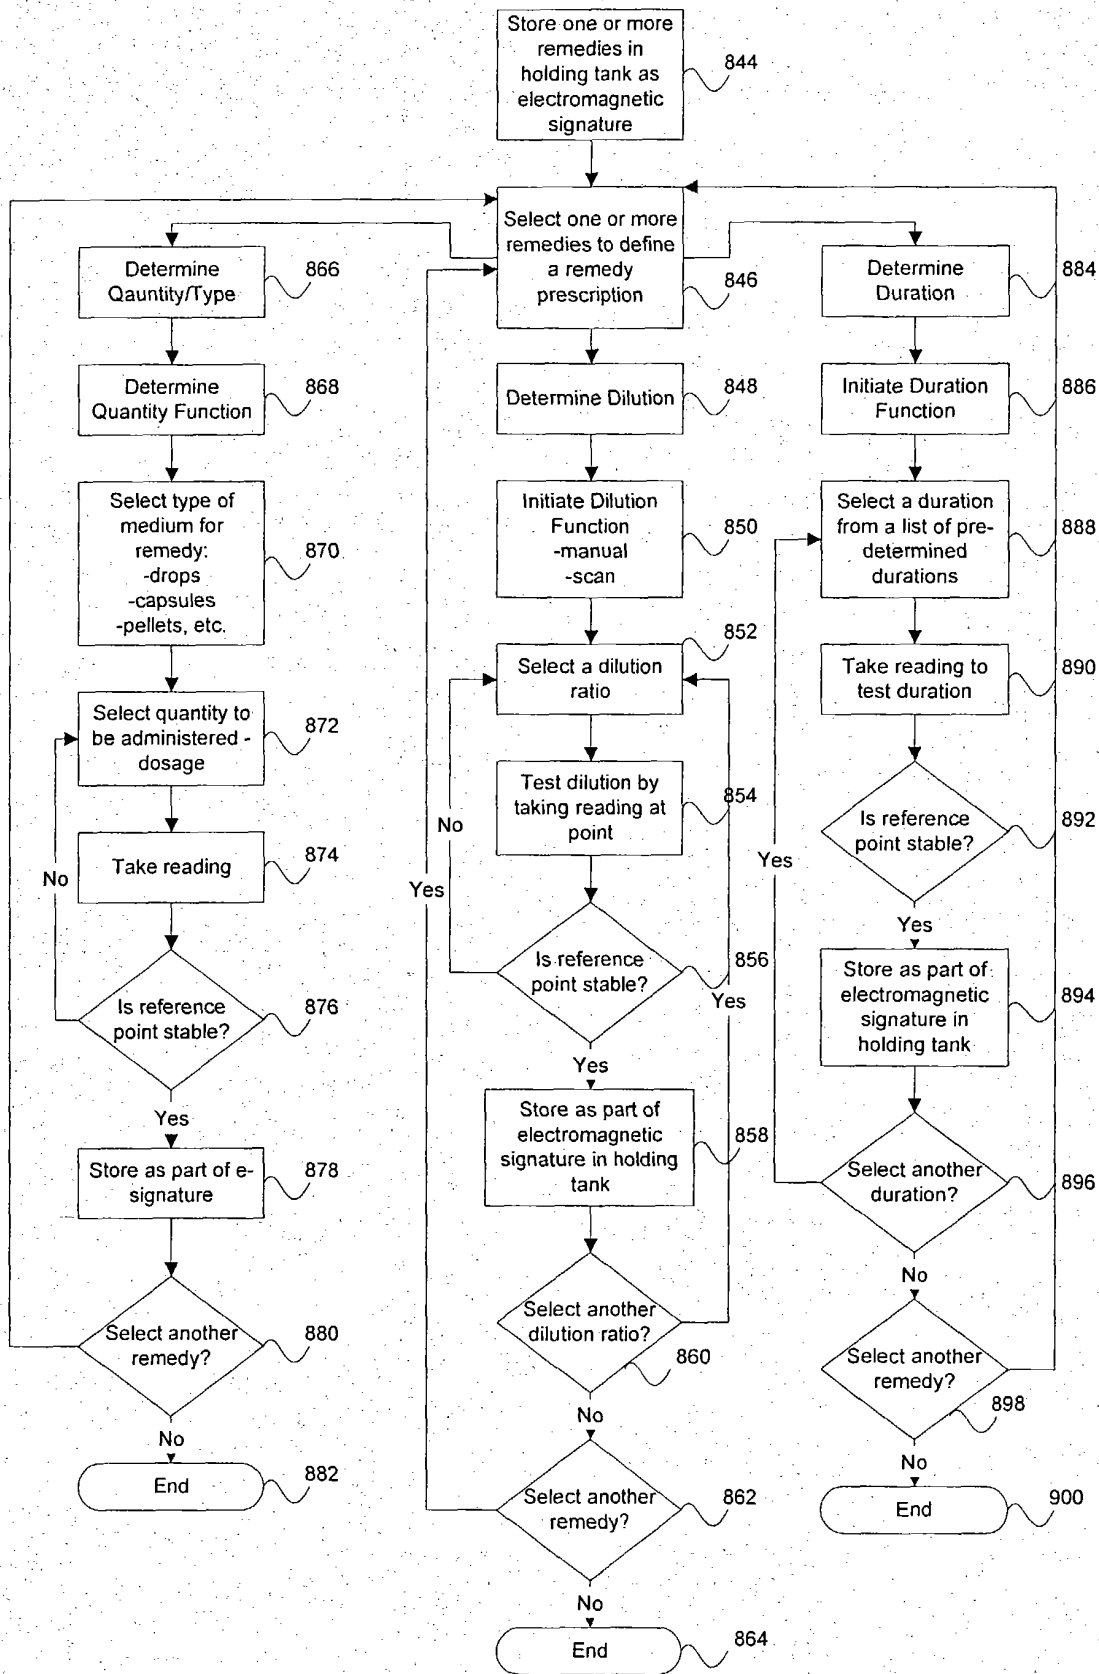 Store one or more
remedies in
holding tank as
electromagnetic
signature
844
Select one or more
remedies to define
a remedy
prescription
846
Determine
Qauntity/Type
866
Determine
Quantity Function
868
Select type of
medium for
remedy:
-drops
-capsules
-pellets, etc.
870
Select quantity to
be administered -
dosage
872
Take reading
874
No
Is reference
point stable?
876
Yes
Store as part of e-
signature
878
Select another
remedy?
880
No
End
882
Determine Dilution
848
Initiate Dilution
Function
-manual
-scan
850
Select a dilution
ratio
852
Test dilution by
taking reading at
point
854
No
Yes
Is reference
point stable?
856
Yes
Yes
Store as part of
electromagnetic
signature in holding
tank
858
Select another
dilution ratio?
860
No
Select another
remedy?
862
No
End
864
Determine
Duration
884
Initiate Duration
Function
886
Select a duration
from a list of pre-
determined
durations
888
Take reading to
test duration
890
Is reference
point stable?
892
Yes
Yes
Store as part of
electromagnetic
signature in
holding tank
894
Select another
duration?
896
No
Select another
remedy?
898
No
End
900